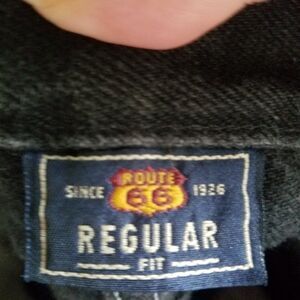 ROUTE
SINCE 66 1926
REGULAR
FIT